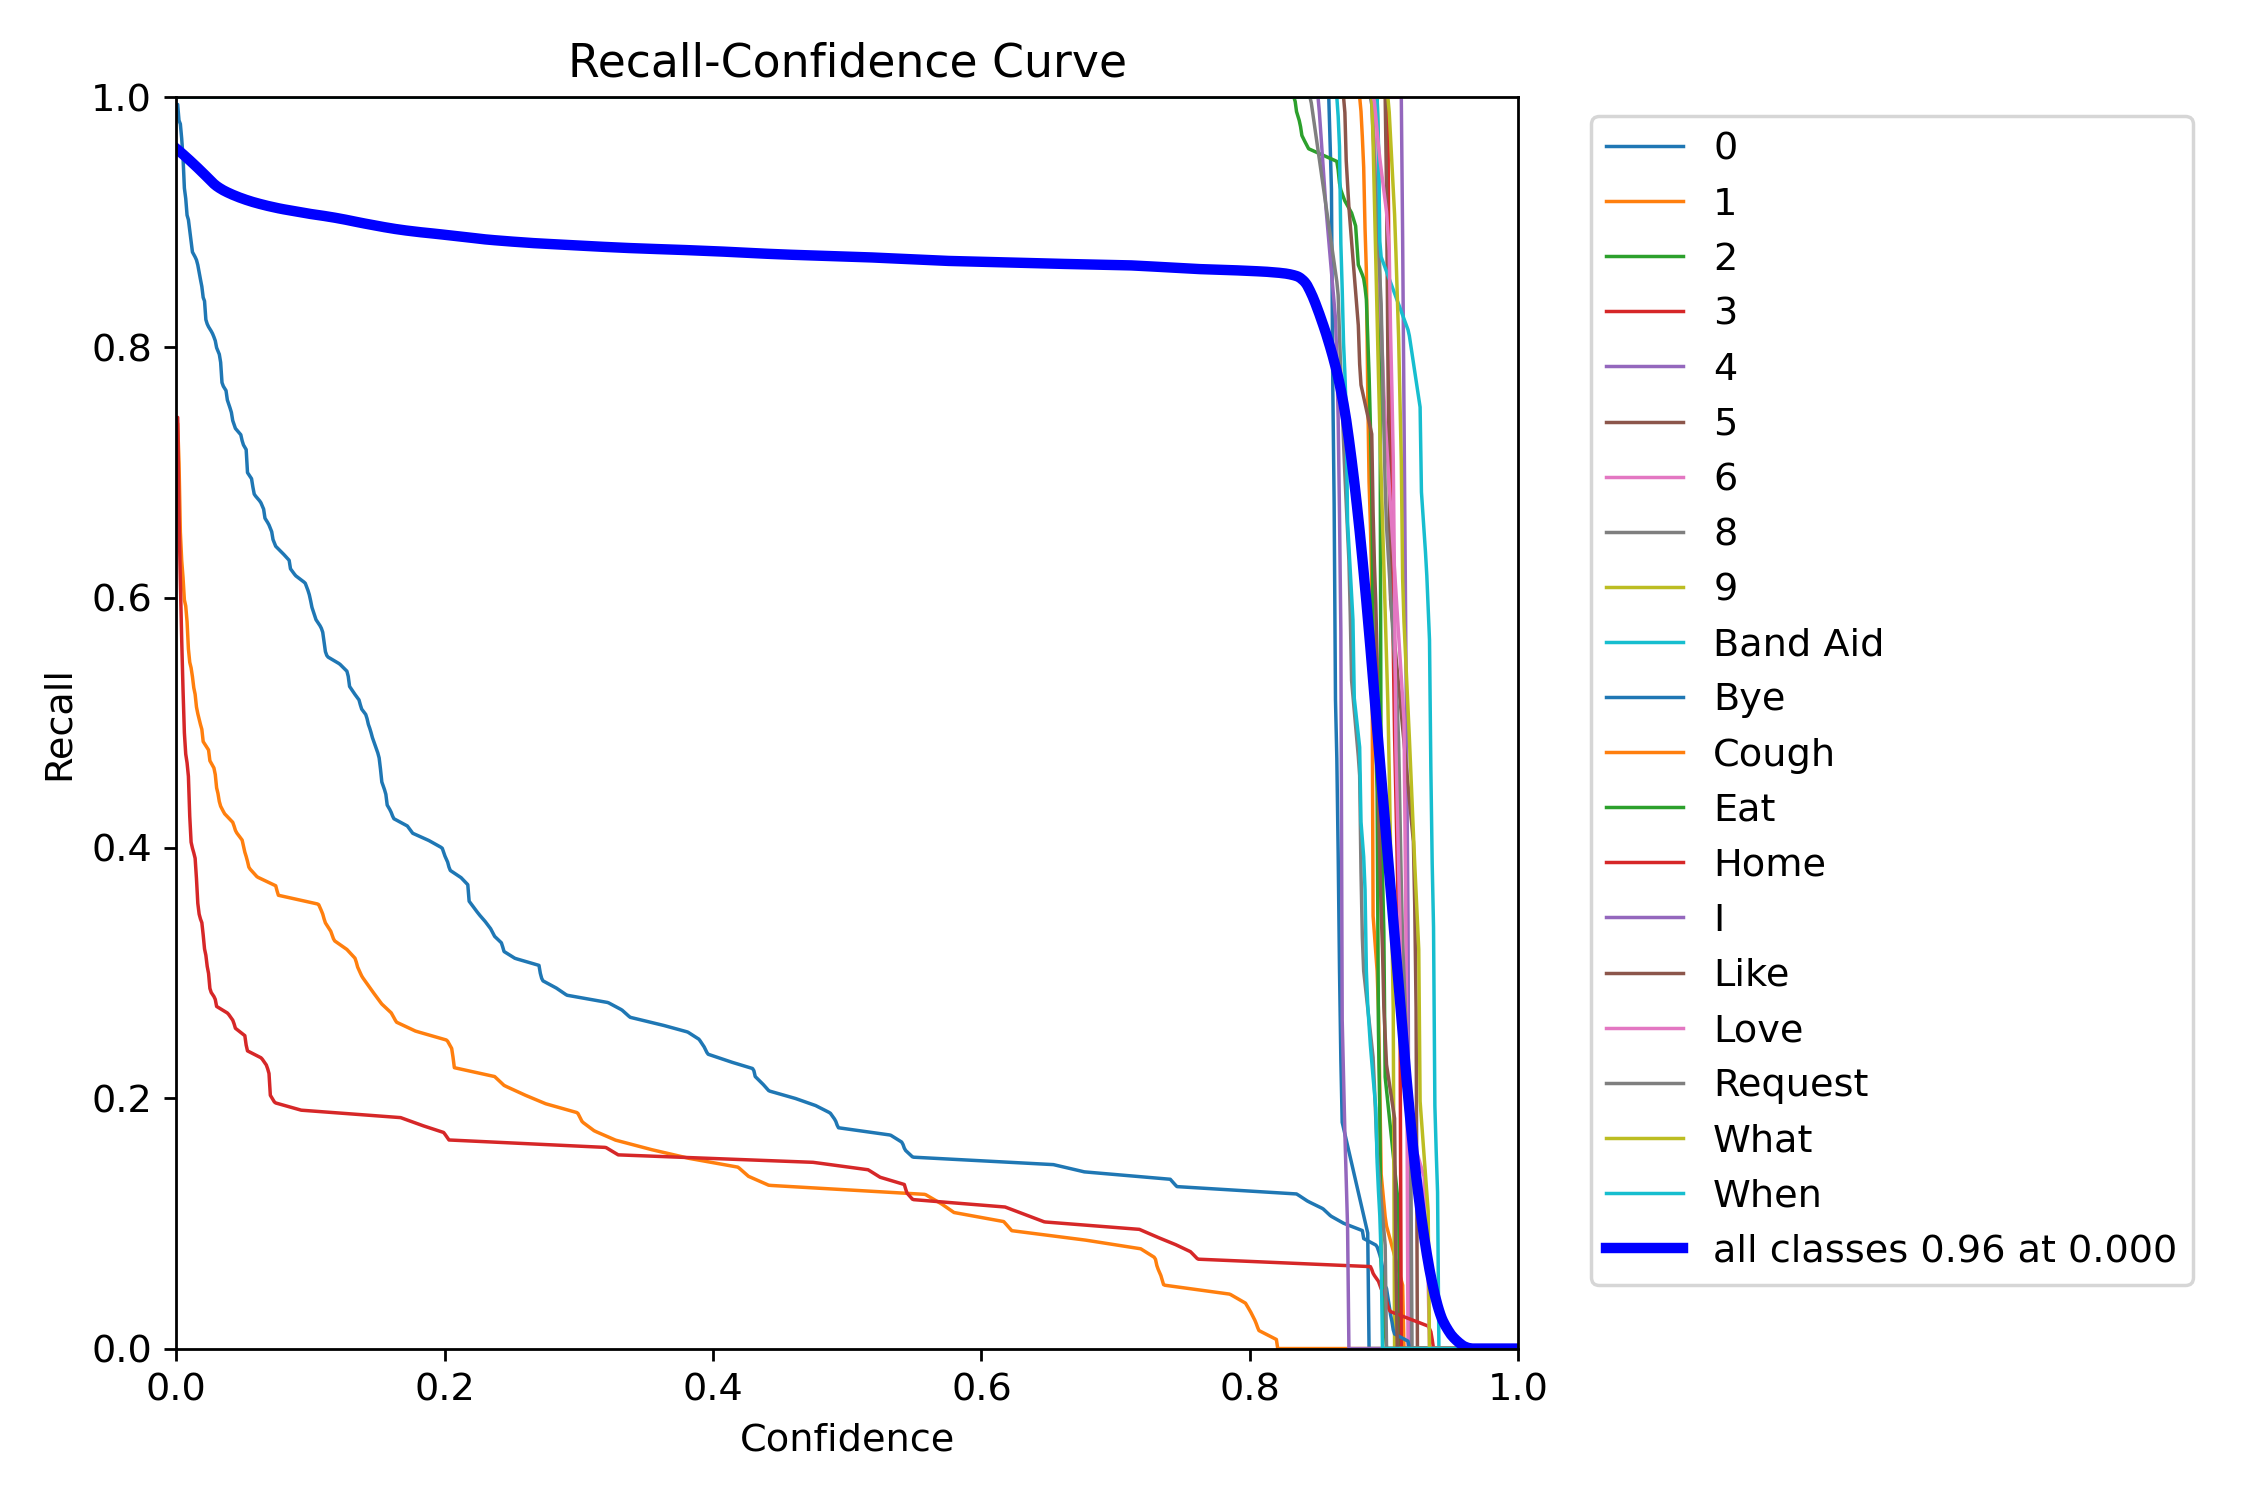 Recall-Confidence Curve
1.0
0.8
0.6
0.4
0.2
0.0
Recall
0.0 0.2 0.4 0.6 0.8 1.0
Confidence
0
1
2
3
4
5
6
8
9
Band Aid
Bye
Cough
Eat
Home
I
Like
Love
Request
What
When
all classes 0.96 at 0.000